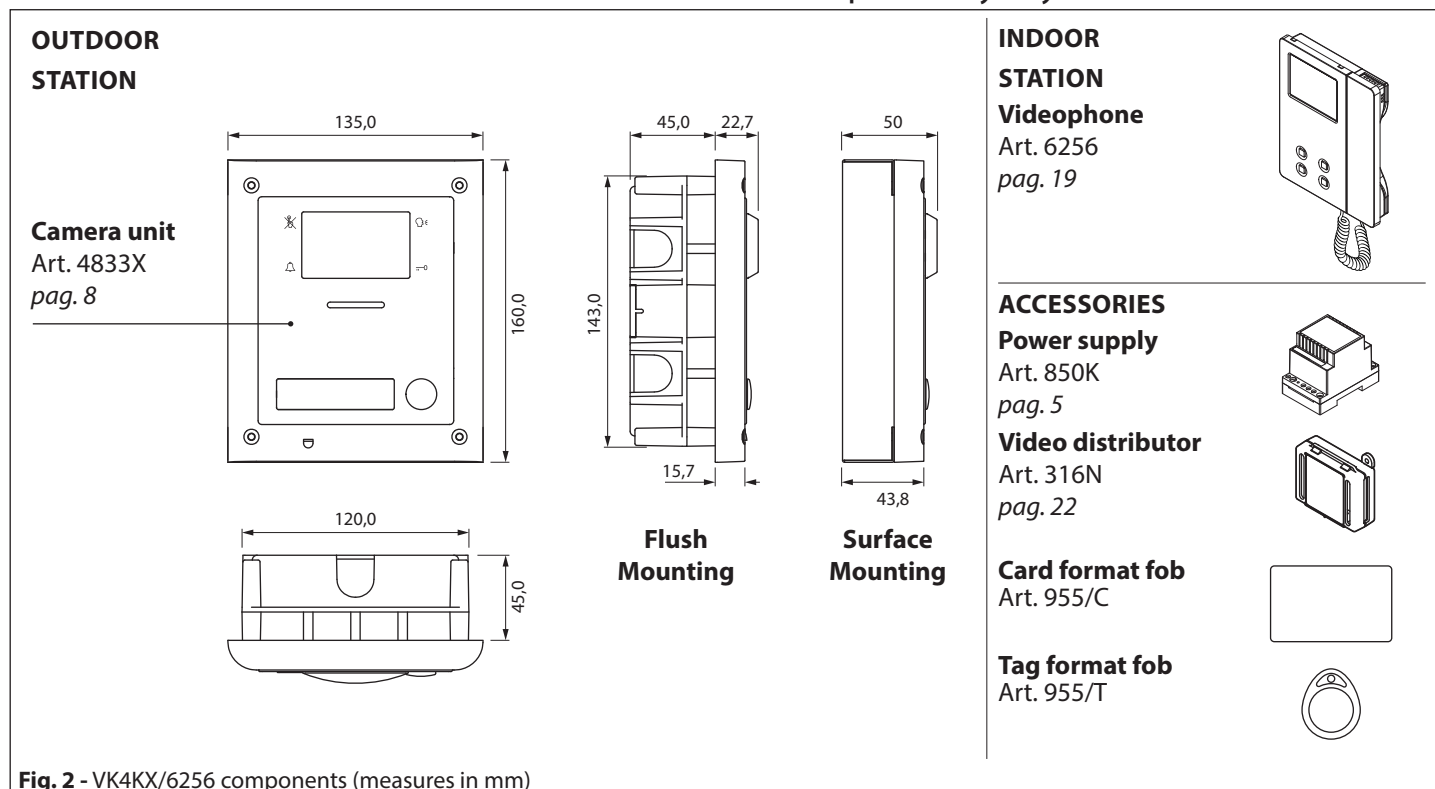 OUTDOOR
STATION
135,0
160,0
Camera unit
Art. 4833X
pag. 8
120,0
45,0
45,0
22,7
143,0
15,7
Flush
Mounting
50
43,8
Surface
Mounting
INDOOR
STATION
Videophone
Art. 6256
pag. 19
ACCESSORIES
Power supply
Art. 850K
pag. 5
Video distributor
Art. 316N
pag. 22
Card format fob
Art. 955/C
Tag format fob
Art. 955/T
Fig. 2 - VK4KX/6256 components (measures in mm)